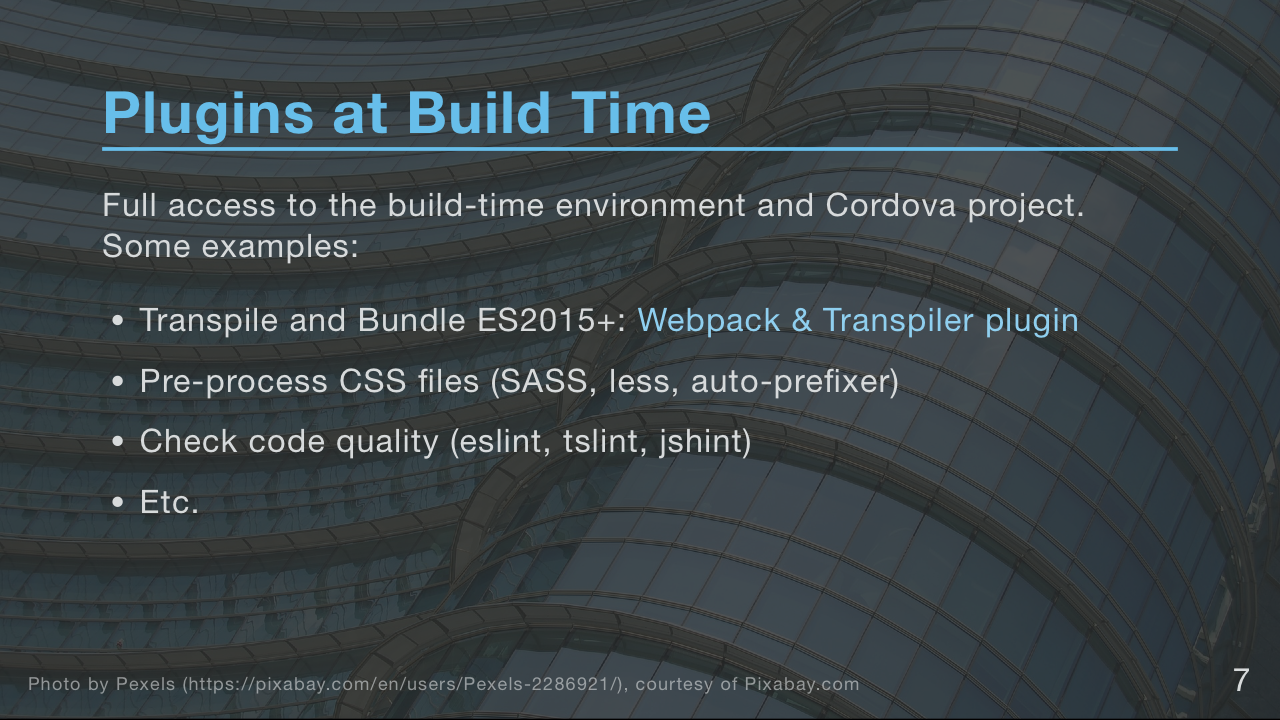 Plugins at Build Time
Full access to the build-time environment and Cordova project.
Some examples:
• Transpile and Bundle ES2015+: Webpack & Transpiler plugin
• Pre-process CSS files (SASS, less, auto-prefixer)
• Check code quality (eslint, tslint, jshint)
• Etc.
Photo by Pexels (https://pixabay.com/en/users/Pexels-2286921/), courtesy of Pixabay.com
7